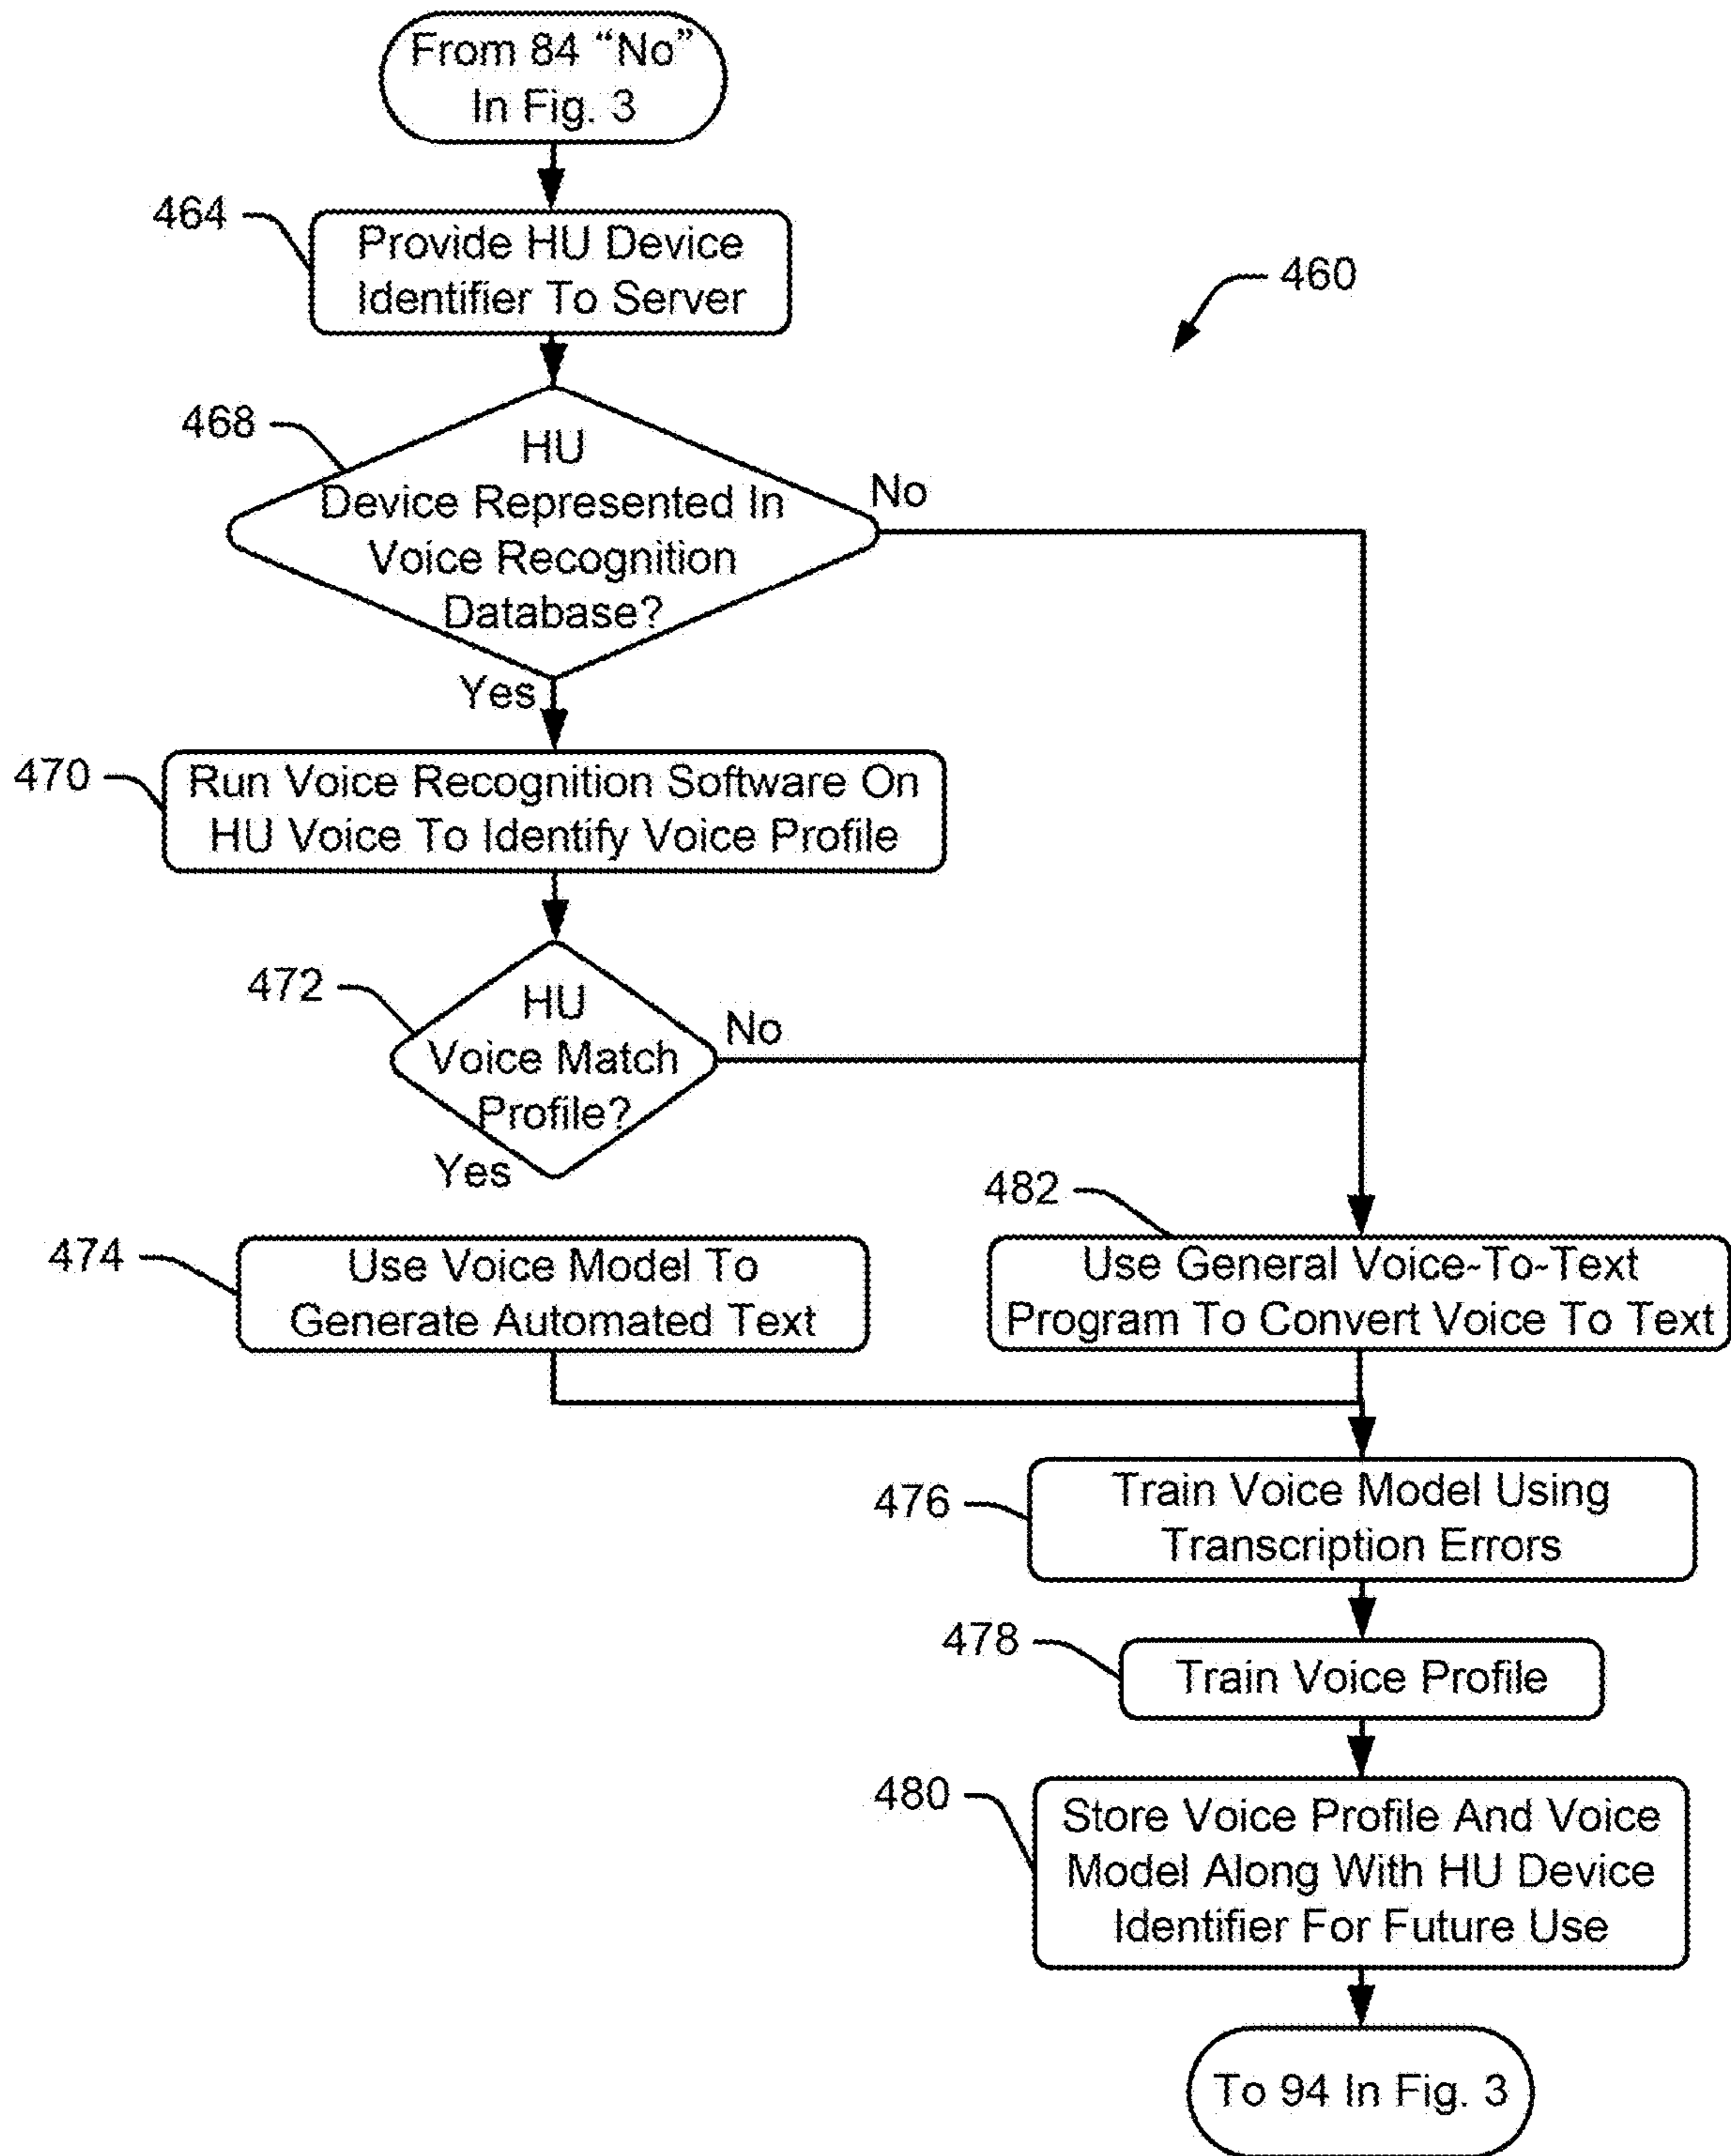 From 84 “No”
In Fig. 3
464
Provide HU Device
Identifier To Server
460
468
HU
Device Represented In
Voice Recognition
Database?
No
Yes
470
Run Voice Recognition Software On
HU Voice To Identify Voice Profile
472
HU
Voice Match
Profile?
No
Yes
474
Use Voice Model To
Generate Automated Text
482
Use General Voice-To-Text
Program To Convert Voice To Text
476
Train Voice Model Using
Transcription Errors
478
Train Voice Profile
480
Store Voice Profile And Voice
Model Along With HU Device
Identifier For Future Use
To 94 In Fig. 3